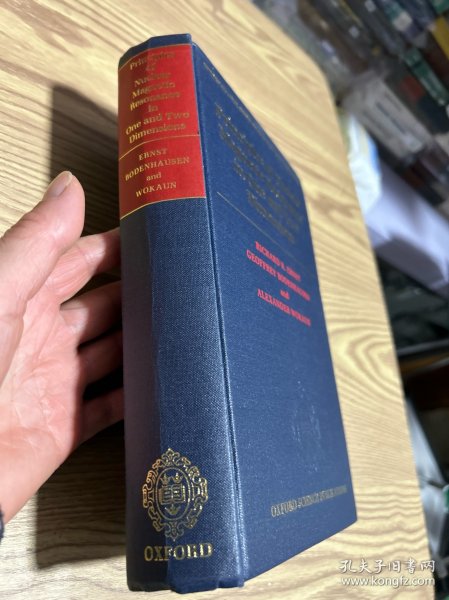 Principles
of
Nuclear
Magnetic
Resonance
in
One and Two
Dimensions
ERNST
BODENHAUSEN
and
WOKAUN
OXFORD
RICHARD R. ERNST
GEOFFREY BODENHAUSEN
and
ALEXANDER WOKAUN
OXFORD SCIENCE PUBLICATIONS
孔夫子旧书网
www.kongfz.com